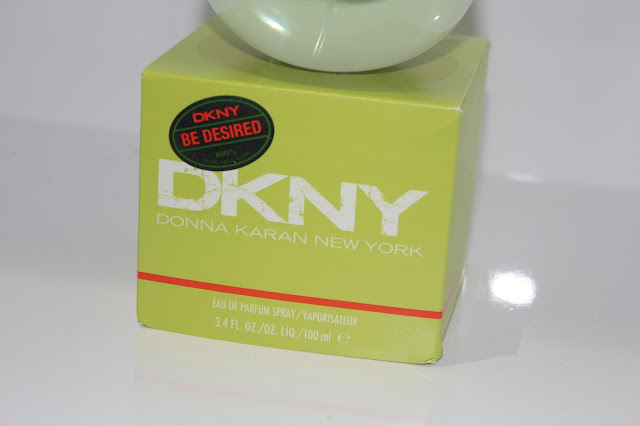 DKNY
BE DESIRED
100%
DKNY
DONNA KARAN NEW YORK
EAU DE PARFUM SPRAY/VAPORISATEUR
3.4 FL. OZ./OZ. LIQ./100 ml ℮